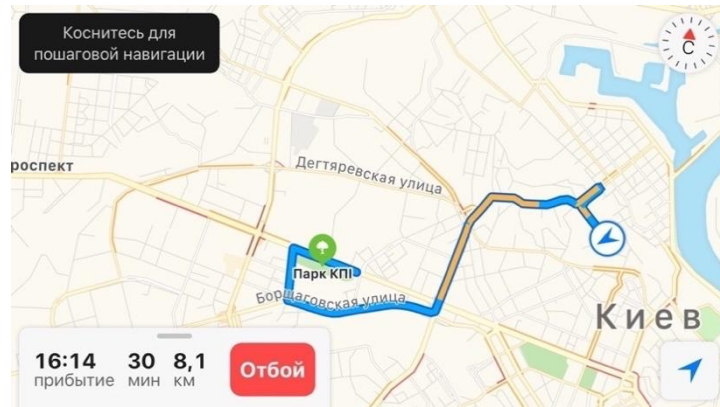 Коснитесь для
пошаговой навигации
С
роспект
Дегтяревская улица
Парк КПІ
Борщаговская улица
Киев
16:14 30 8,1
прибытие мин км
Отбой